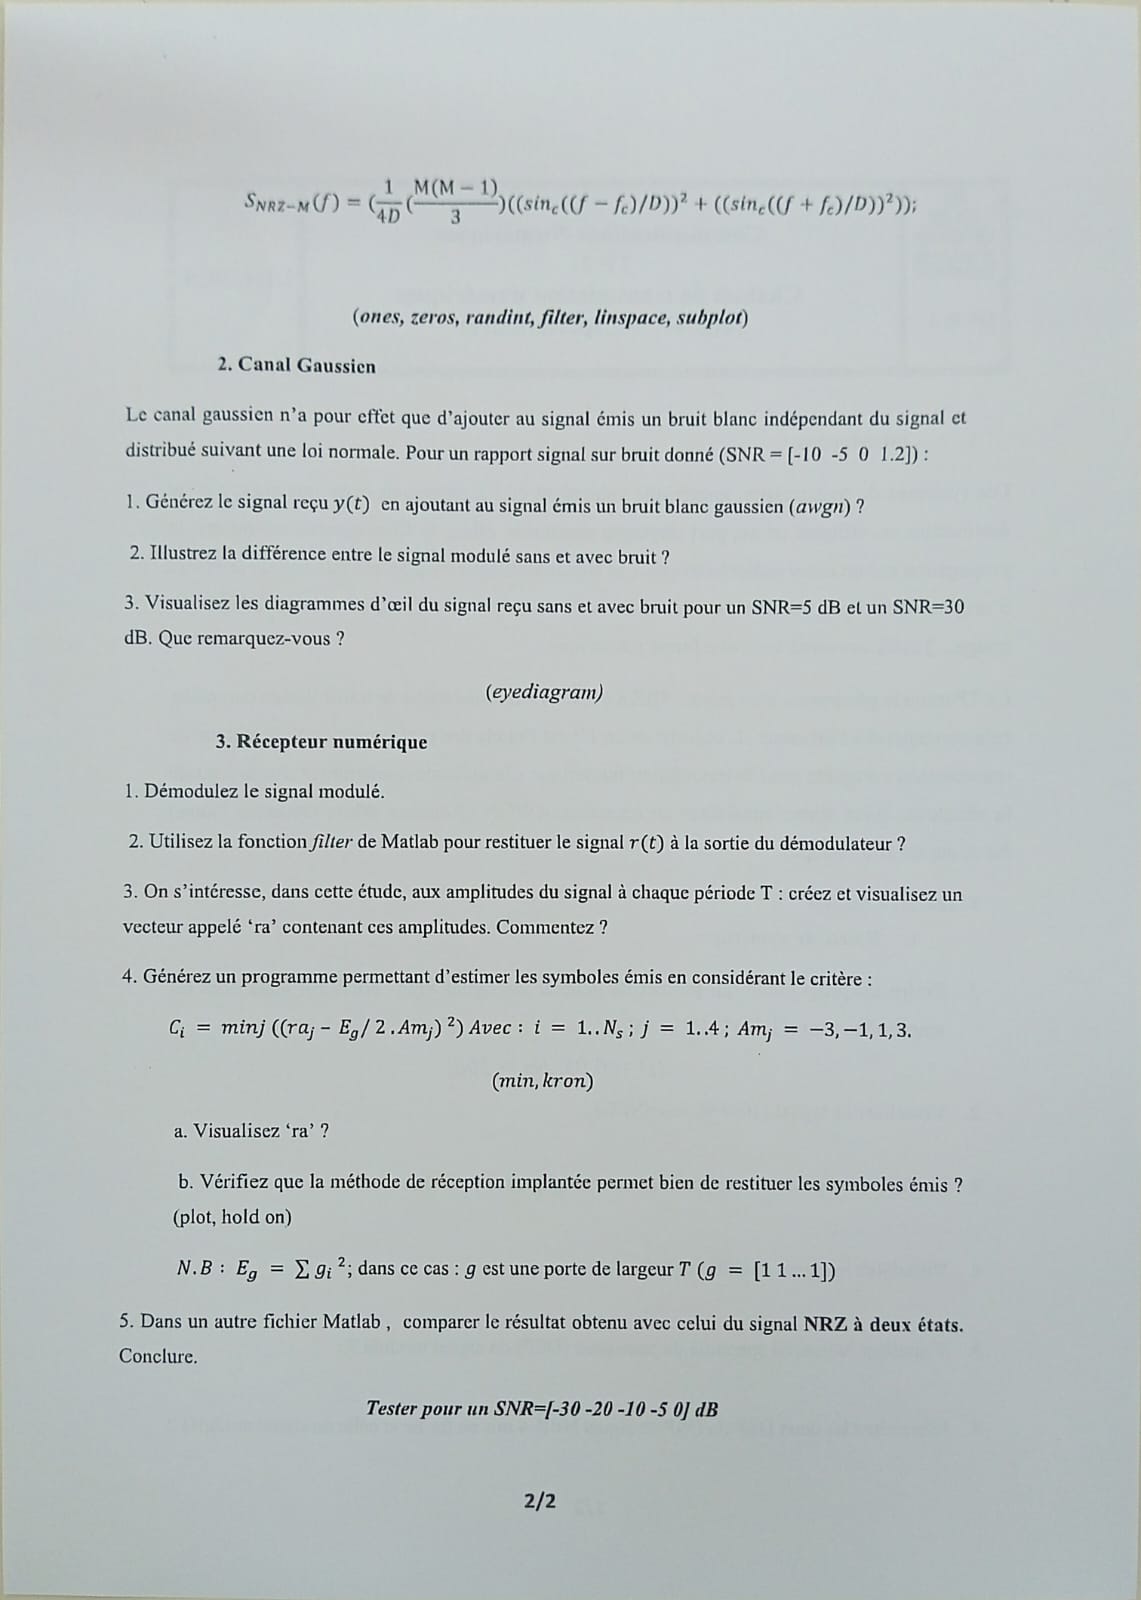 S_{NRZ-M}(f) = (\frac{1}{4D}(\frac{M(M-1)}{3})((sin_c((f - f_c)/D))² + ((sin_c((f + f_c)/D))²));
(ones, zeros, randint, filter, linspace, subplot)
2. Canal Gaussien
Le canal gaussien n'a pour effet que d'ajouter au signal émis un bruit blanc indépendant du signal et
distribué suivant une loi normale. Pour un rapport signal sur bruit donné (SNR = [-10 -5 0 1.2]) :
1. Générez le signal reçu y(t) en ajoutant au signal émis un bruit blanc gaussien (awgn) ?
2. Illustrez la différence entre le signal modulé sans et avec bruit ?
3. Visualisez les diagrammes d'œil du signal reçu sans et avec bruit pour un SNR=5 dB et un SNR=30
dB. Que remarquez-vous ?
(eyediagram)
3. Récepteur numérique
1. Démodulez le signal modulé.
2. Utilisez la fonction filter de Matlab pour restituer le signal r(t) à la sortie du démodulateur ?
3. On s'intéresse, dans cette étude, aux amplitudes du signal à chaque période T : créez et visualisez un
vecteur appelé 'ra' contenant ces amplitudes. Commentez ?
4. Générez un programme permettant d'estimer les symboles émis en considérant le critère :
C_i = minj ((ra_j – E_g/ 2 . Am_j) ²) Avec : i = 1..N_s ; j = 1..4 ; Am_j = −3, −1, 1, 3.
(min, kron)
a. Visualisez 'ra' ?
b. Vérifiez que la méthode de réception implantée permet bien de restituer les symboles émis ?
(plot, hold on)
N.B : E_g = ∑ g_i ²; dans ce cas : g est une porte de largeur T (g = [1 1 ... 1])
5. Dans un autre fichier Matlab , comparer le résultat obtenu avec celui du signal NRZ à deux états.
Conclure.
Tester pour un SNR=[-30 -20 -10 -5 0] dB
2/2